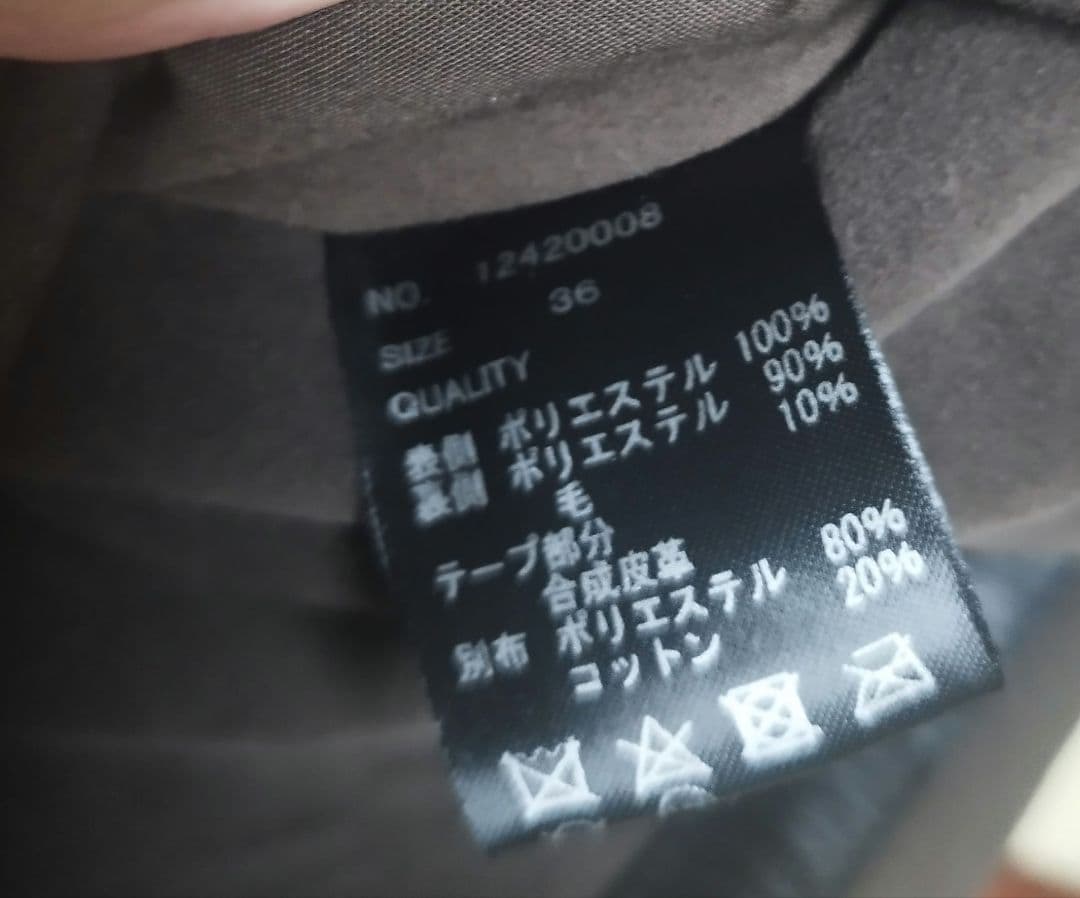 NO. 12420008
SIZE 36
QUALITY
表側 ポリエステル 100%
裏側 ポリエステル 90%
毛 10%
テープ部分
合成皮革
別布 ポリエステル 80%
コットン 20%